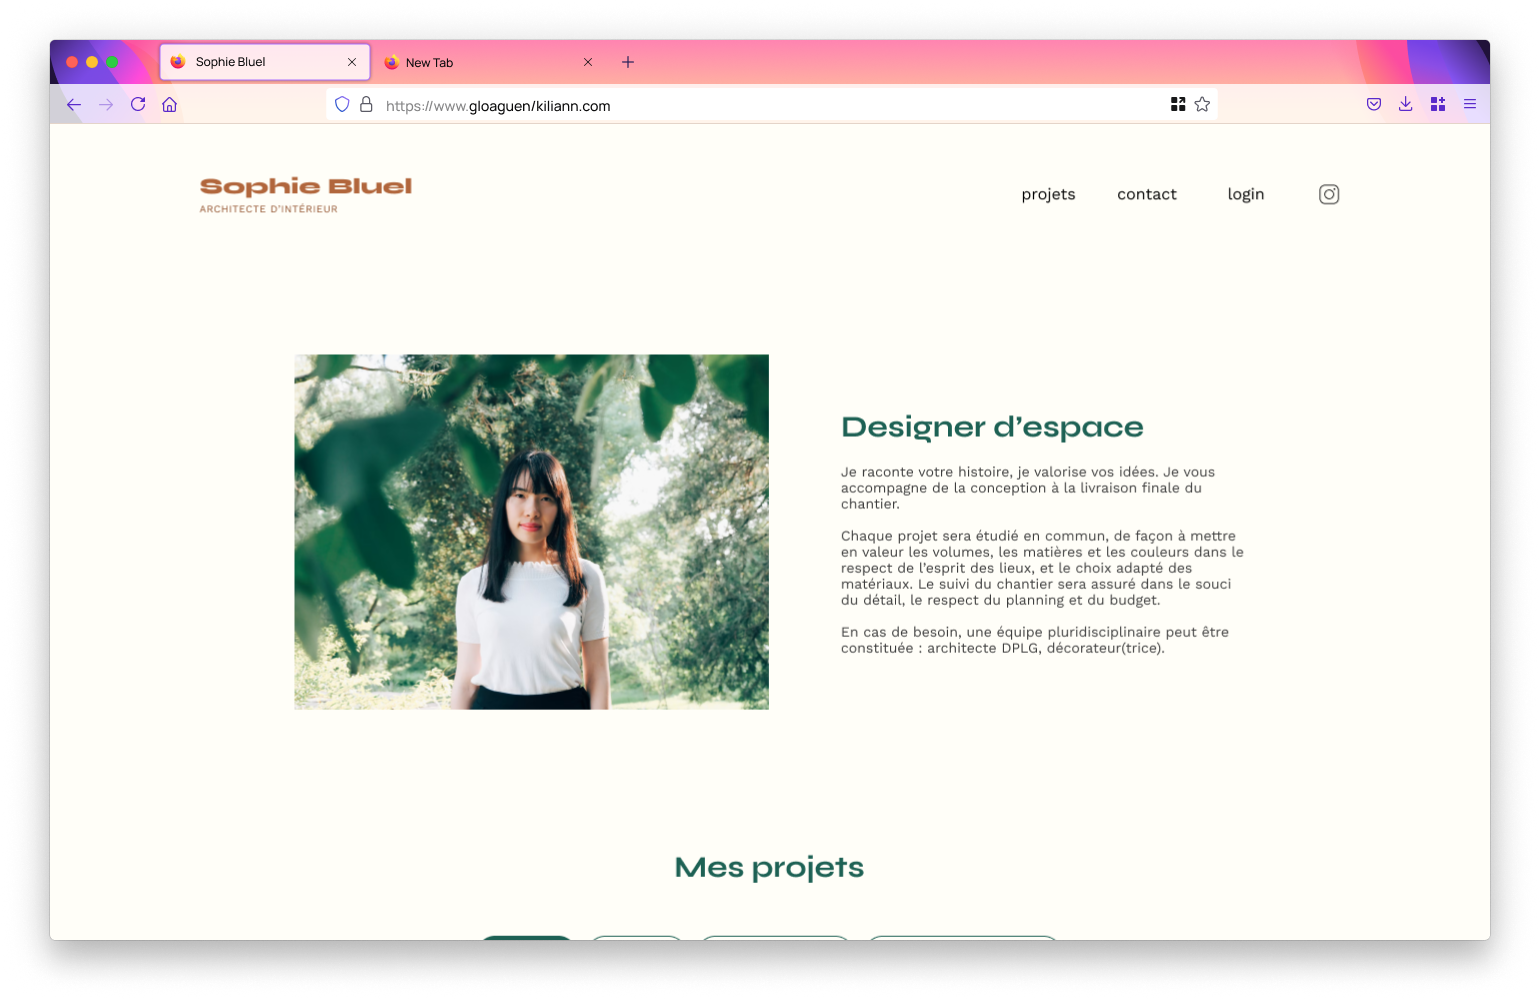 Sophie Bluel
New Tab
https://www.gloaguen/kiliann.com
Sophie Bluel
ARCHITECTE D'INTÉRIEUR
projets
contact
login
Designer d'espace
Je raconte votre histoire, je valorise vos idées. Je vous
accompagne de la conception à la livraison finale du
chantier.
Chaque projet sera étudié en commun, de façon à mettre
en valeur les volumes, les matières et les couleurs dans le
respect de l'esprit des lieux, et le choix adapté des
matériaux. Le suivi du chantier sera assuré dans le souci
du détail, le respect du planning et du budget.
En cas de besoin, une équipe pluridisciplinaire peut être
constituée : architecte DPLG, décorateur(trice).
Mes projets